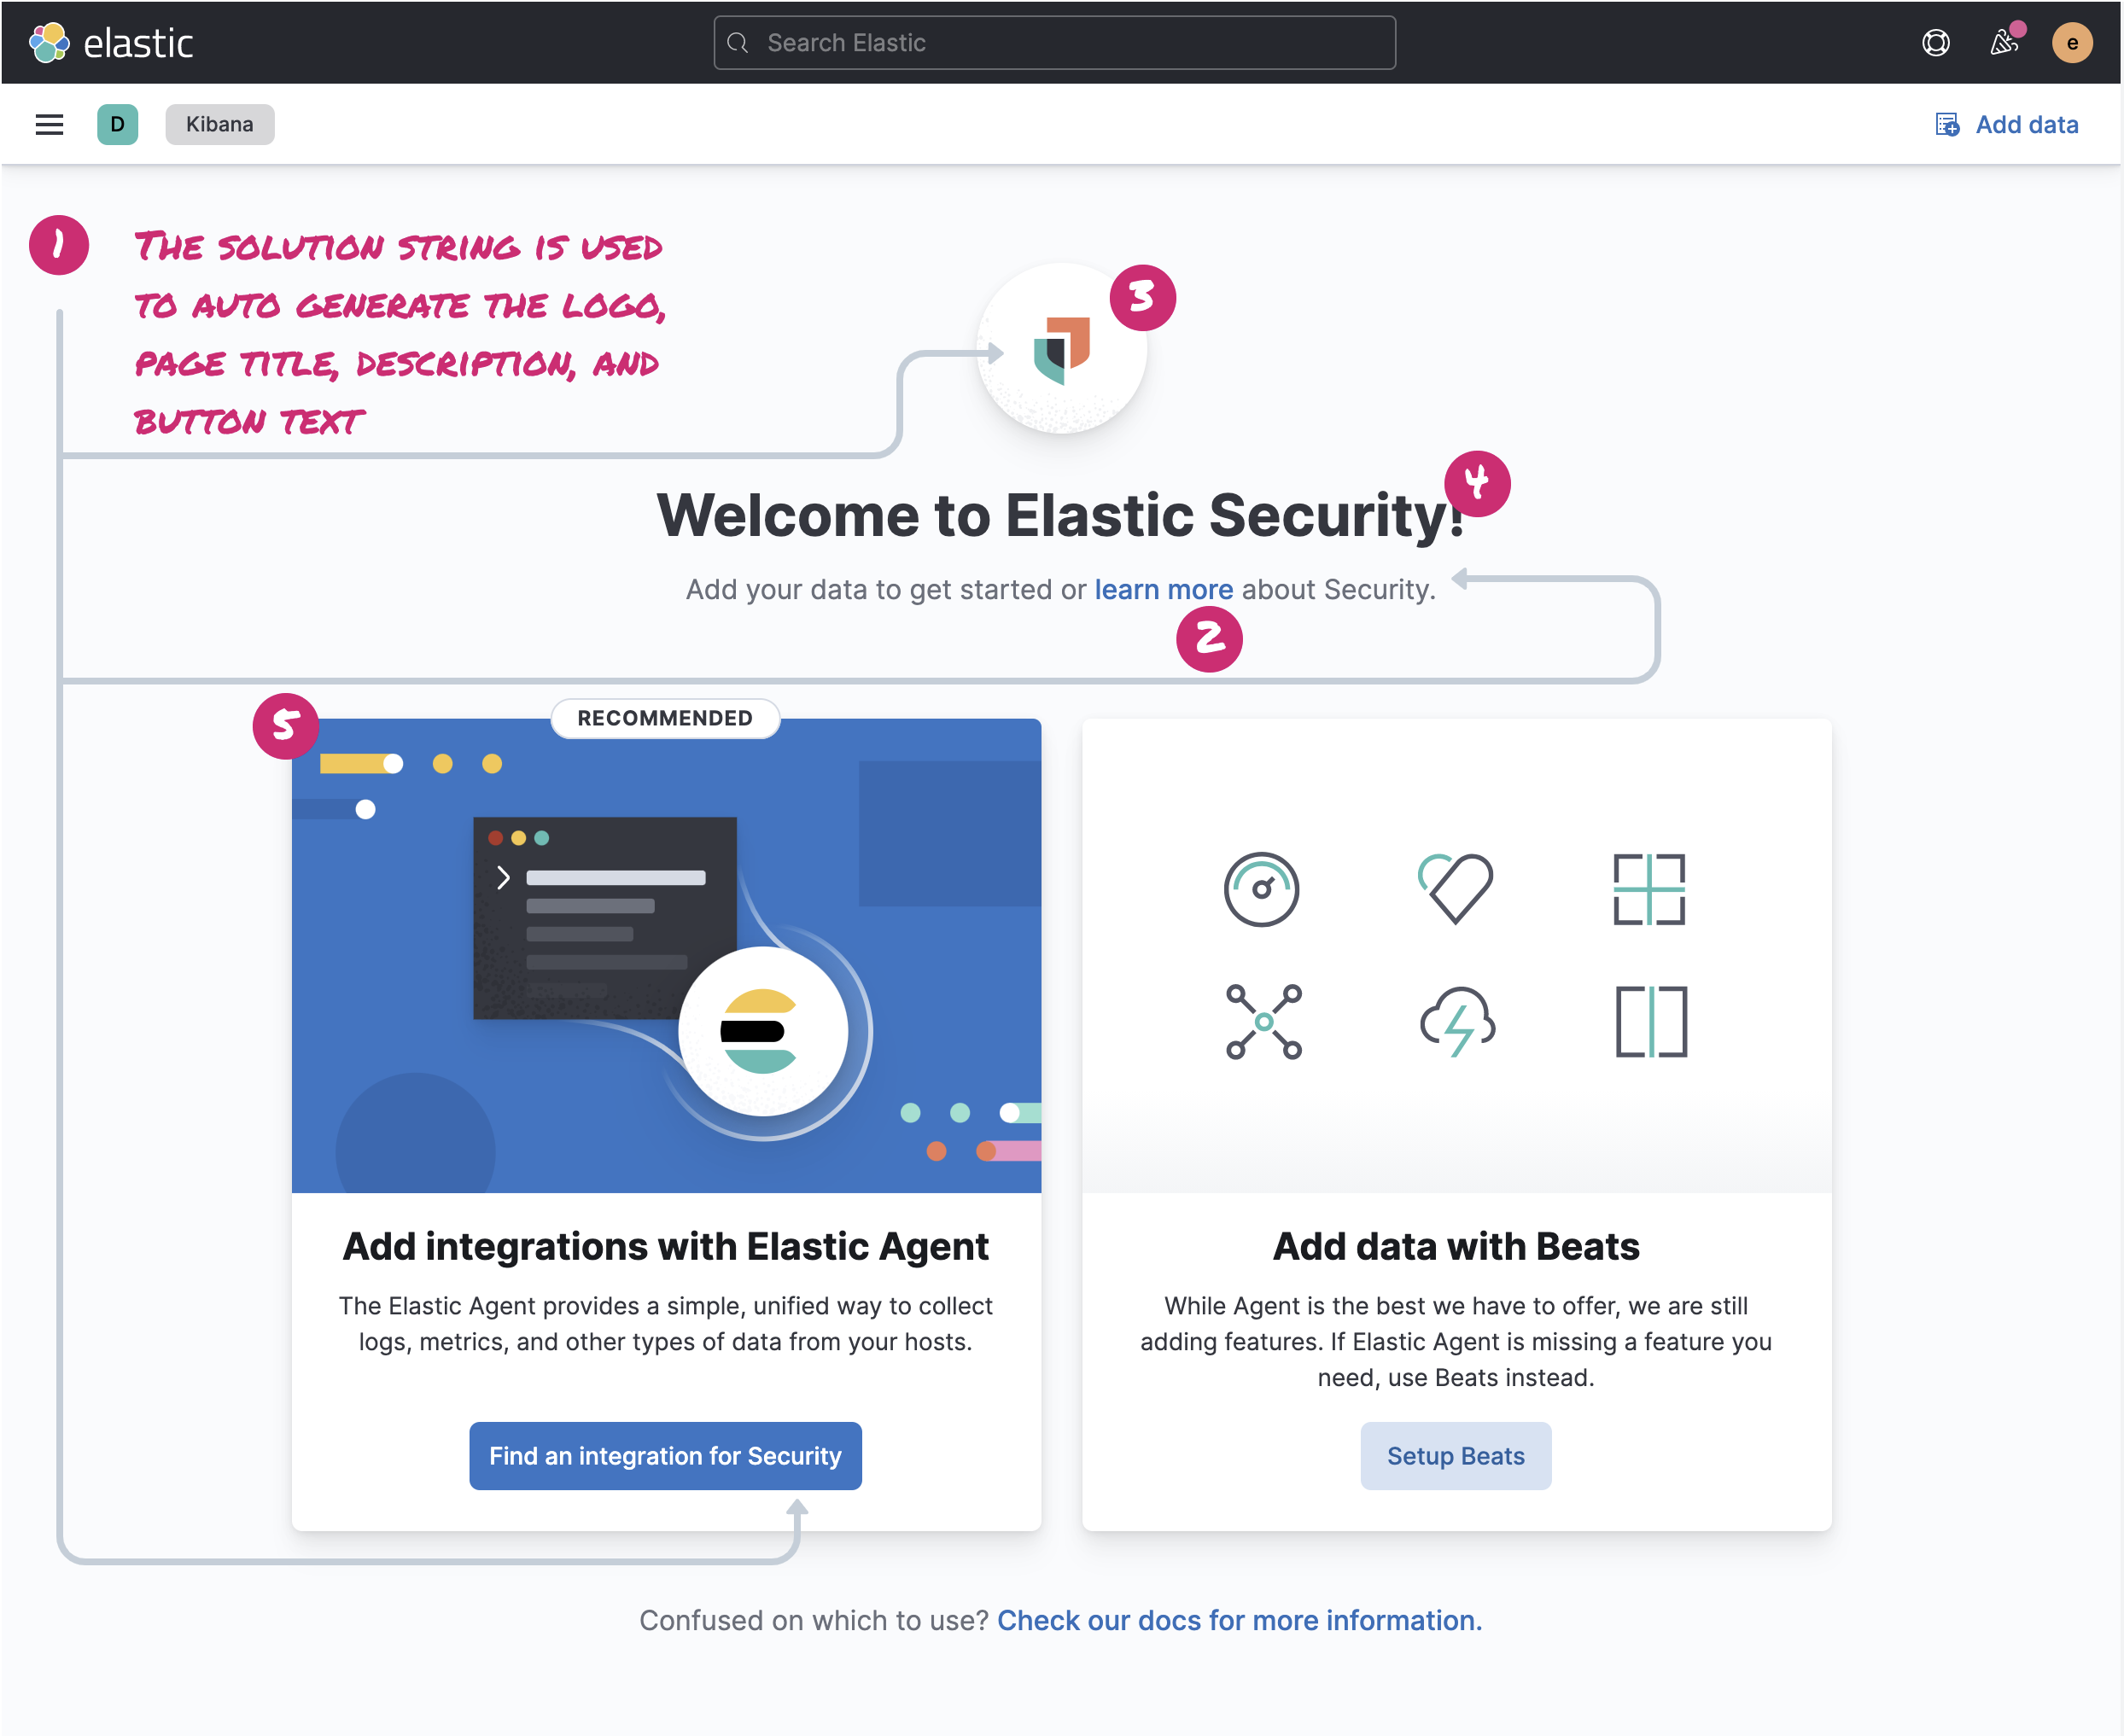 elastic
Search Elastic
e
D
Kibana
Add data
1
THE SOLUTION STRING IS USED
TO AUTO GENERATE THE LOGO,
PAGE TITLE, DESCRIPTION, AND
BUTTON TEXT
3
4
Welcome to Elastic Security!
Add your data to get started or learn more about Security.
2
5
RECOMMENDED
Add integrations with Elastic Agent
The Elastic Agent provides a simple, unified way to collect
logs, metrics, and other types of data from your hosts.
Find an integration for Security
Add data with Beats
While Agent is the best we have to offer, we are still
adding features. If Elastic Agent is missing a feature you
need, use Beats instead.
Setup Beats
Confused on which to use? Check our docs for more information.